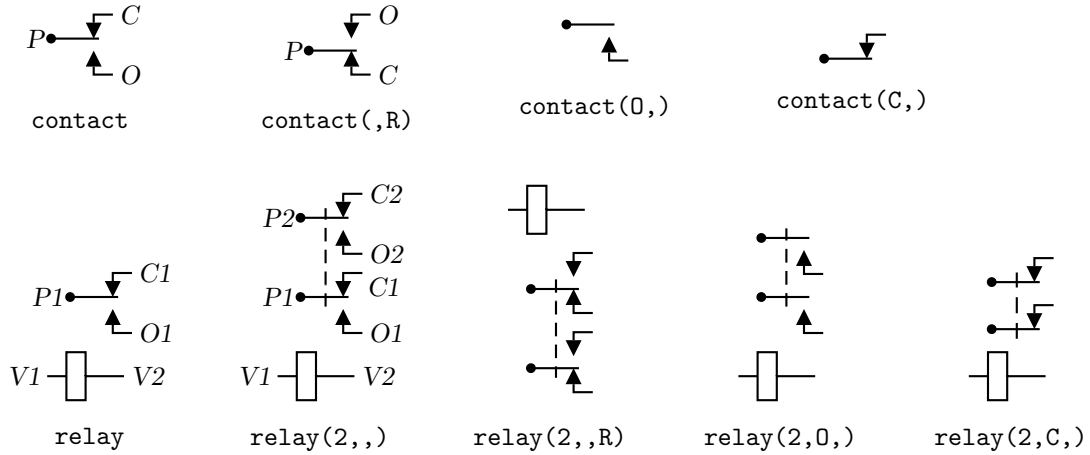 C
P
O
contact
O
P
C
contact(,R)
contact(O,)
contact(C,)
C1
P1
O1
V1 V2
relay
C2
P2
O2
C1
P1
O1
V1 V2
relay(2,,)
relay(2,,R)
relay(2,O,)
relay(2,C,)